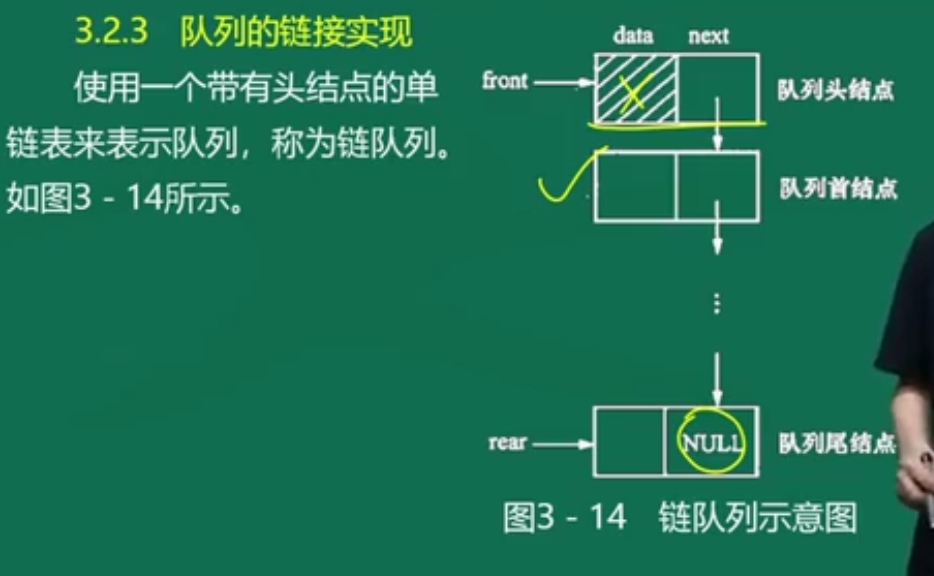 3.2.3 队列的链接实现
使用一个带有头结点的单
链表来表示队列，称为链队列。
如图3 - 14所示。
data next
front
队列头结点
队列首结点
⋮
rear
NULL
队列尾结点
图3 - 14 链队列示意图